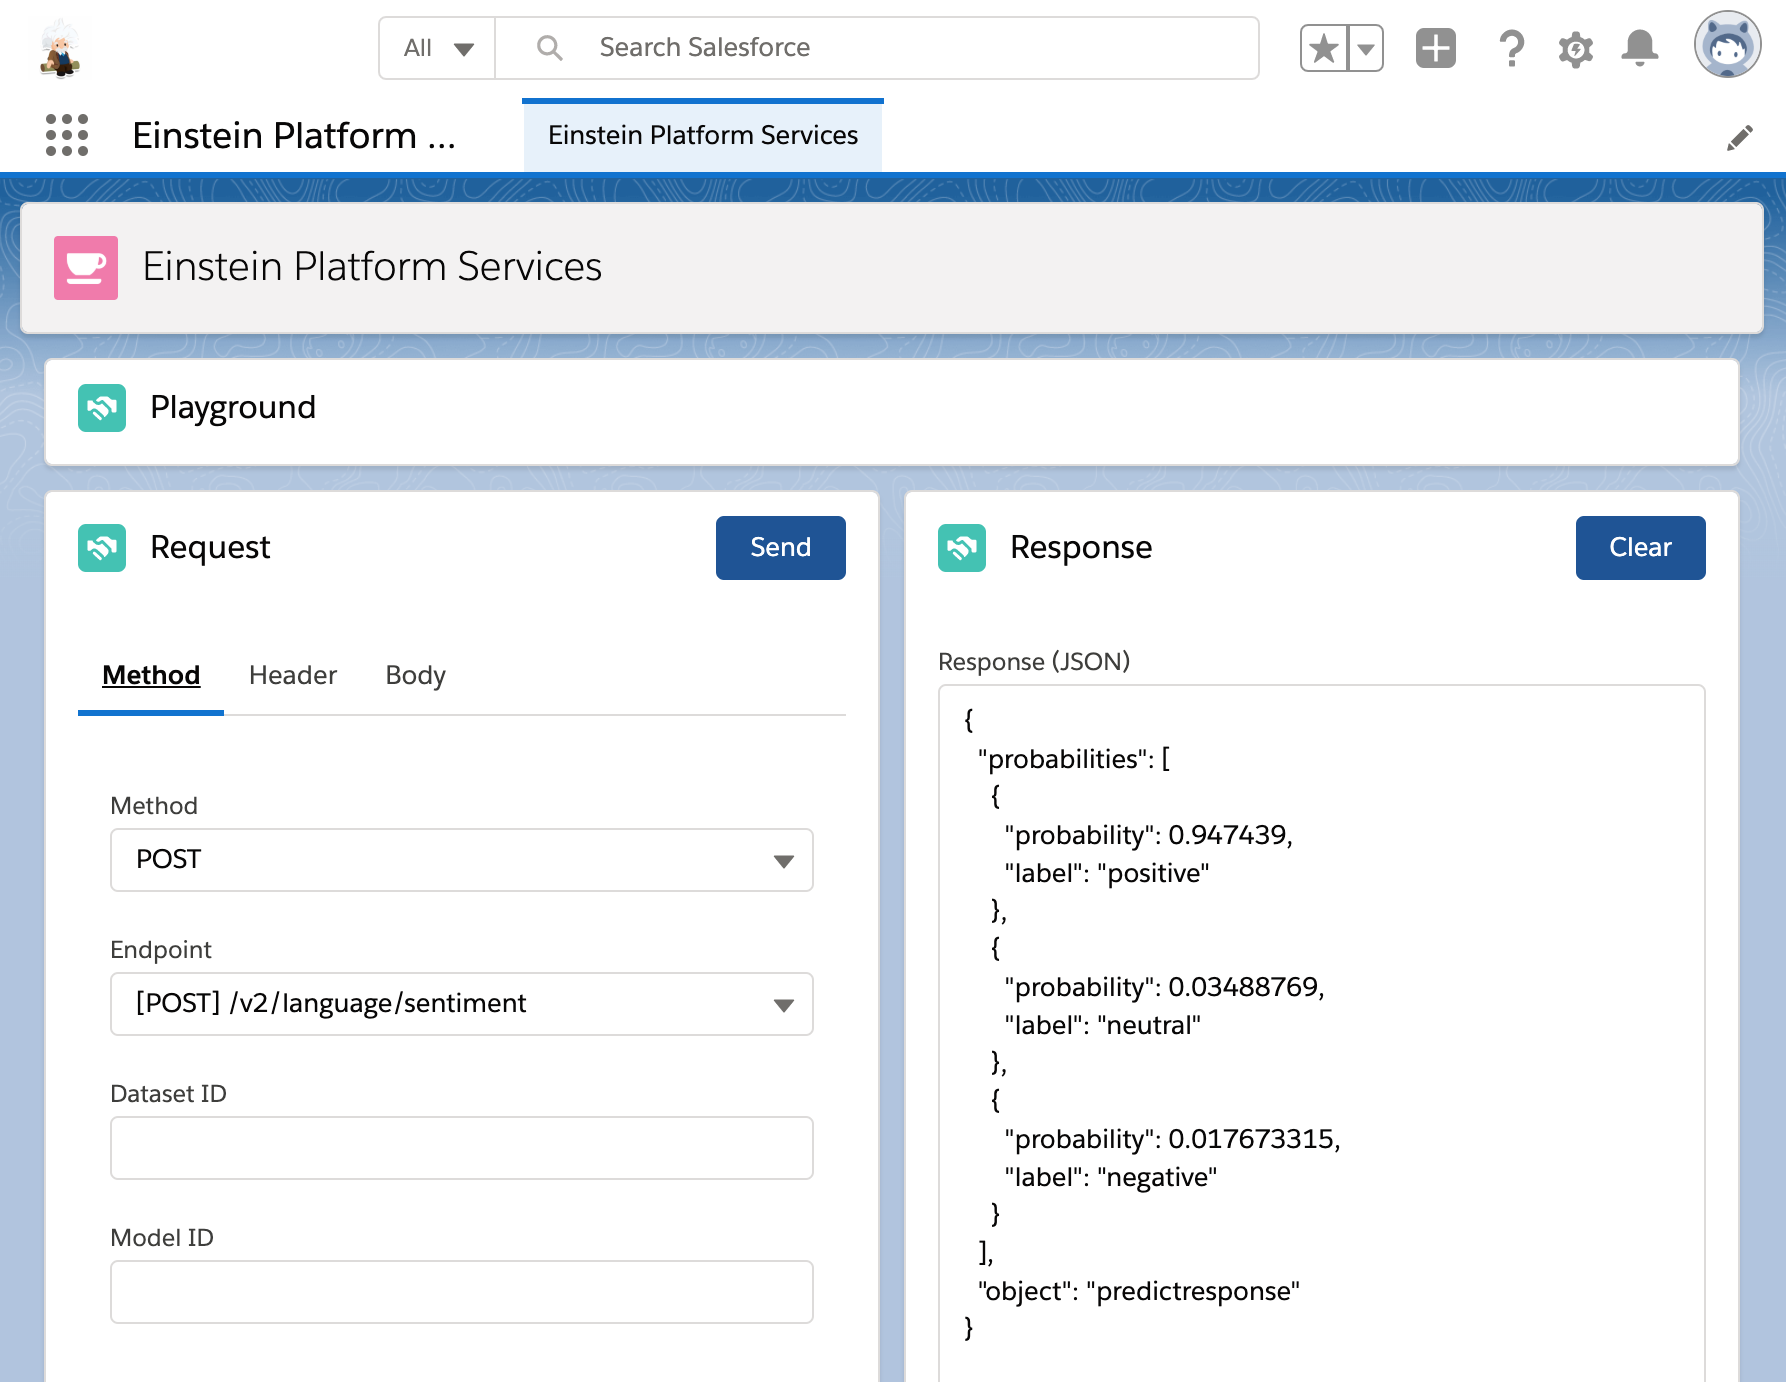 All
Search Salesforce
Einstein Platform ...
Einstein Platform Services
Einstein Platform Services
Playground
Request
Send
Method
Header
Body
Method
POST
Endpoint
[POST] /v2/language/sentiment
Dataset ID
Model ID
Response
Clear
Response (JSON)
{
"probabilities": [
{
"probability": 0.947439,
"label": "positive"
},
{
"probability": 0.03488769,
"label": "neutral"
},
{
"probability": 0.017673315,
"label": "negative"
}
],
"object": "predictresponse"
}